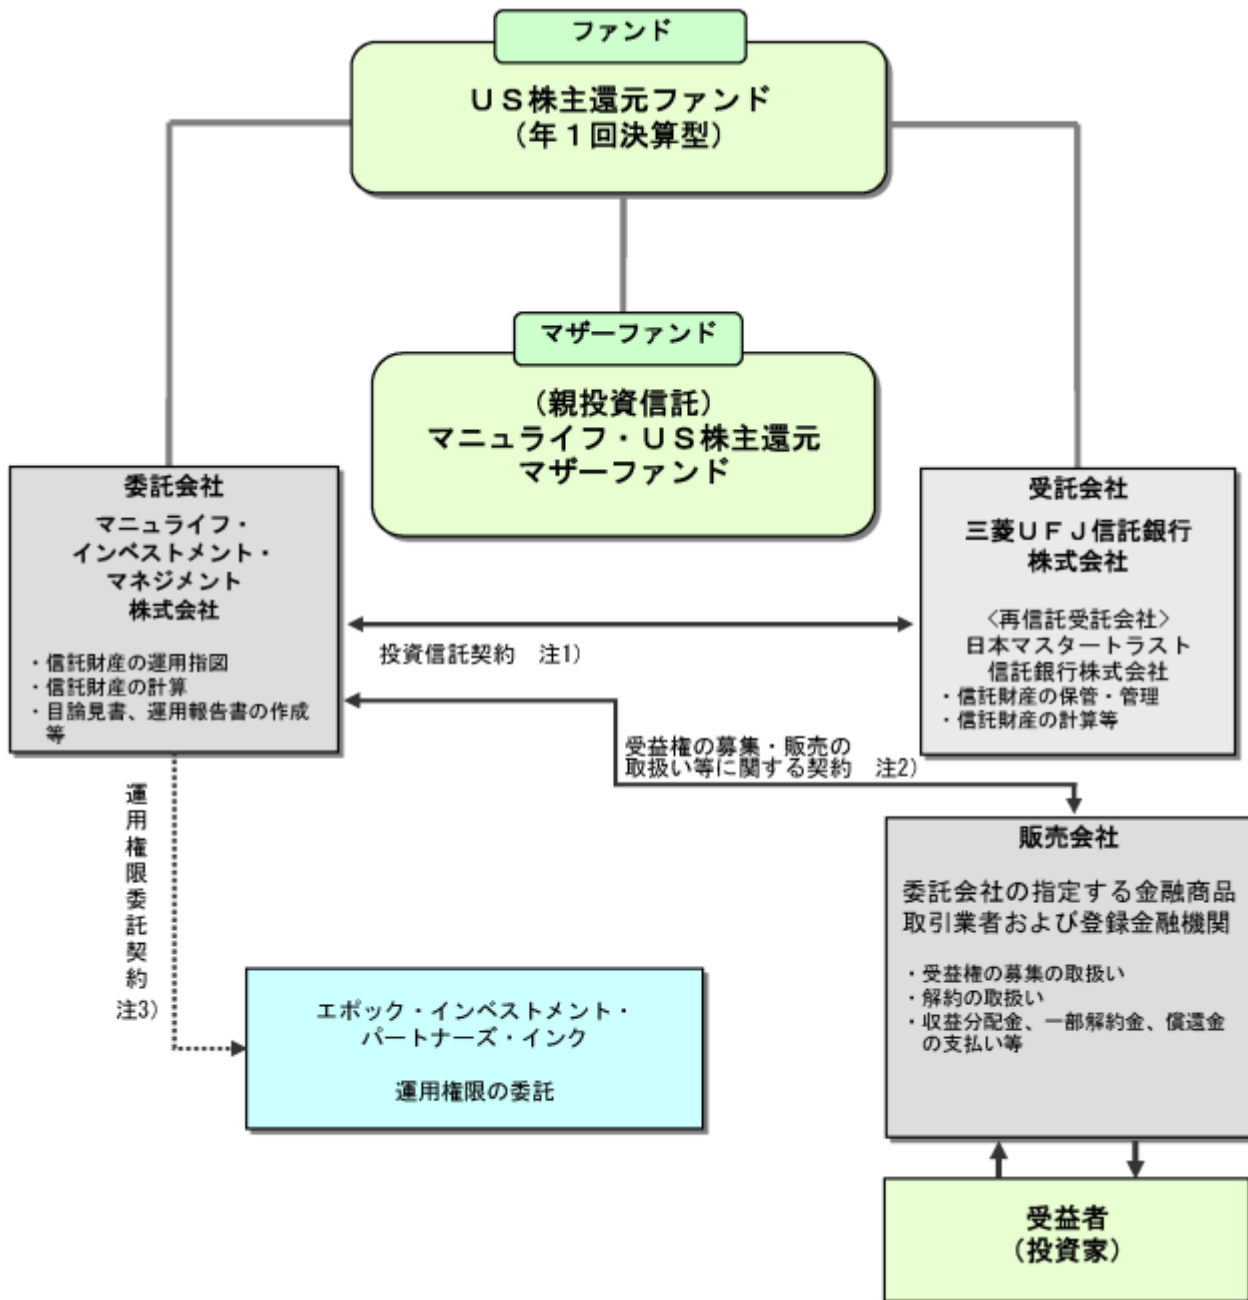 ファンド
ＵＳ株主還元ファンド
（年１回決算型）
マザーファンド
（親投資信託）
マニュライフ・ＵＳ株主還元
マザーファンド
委託会社
マニュライフ・
インベストメント・
マネジメント
株式会社
・信託財産の運用指図
・信託財産の計算
・目論見書、運用報告書の作成
等
受託会社
三菱ＵＦＪ信託銀行
株式会社
〈再信託受託会社〉
日本マスタートラスト
信託銀行株式会社
・信託財産の保管・管理
・信託財産の計算等
投資信託契約　注1）
受益権の募集・販売の
取扱い等に関する契約　注2）
運用権限委託契約
注3）
エポック・インベストメント・
パートナーズ・インク
運用権限の委託
販売会社
委託会社の指定する金融商品
取引業者および登録金融機関
・受益権の募集の取扱い
・解約の取扱い
・収益分配金、一部解約金、償還金
の支払い等
受益者
（投資家）